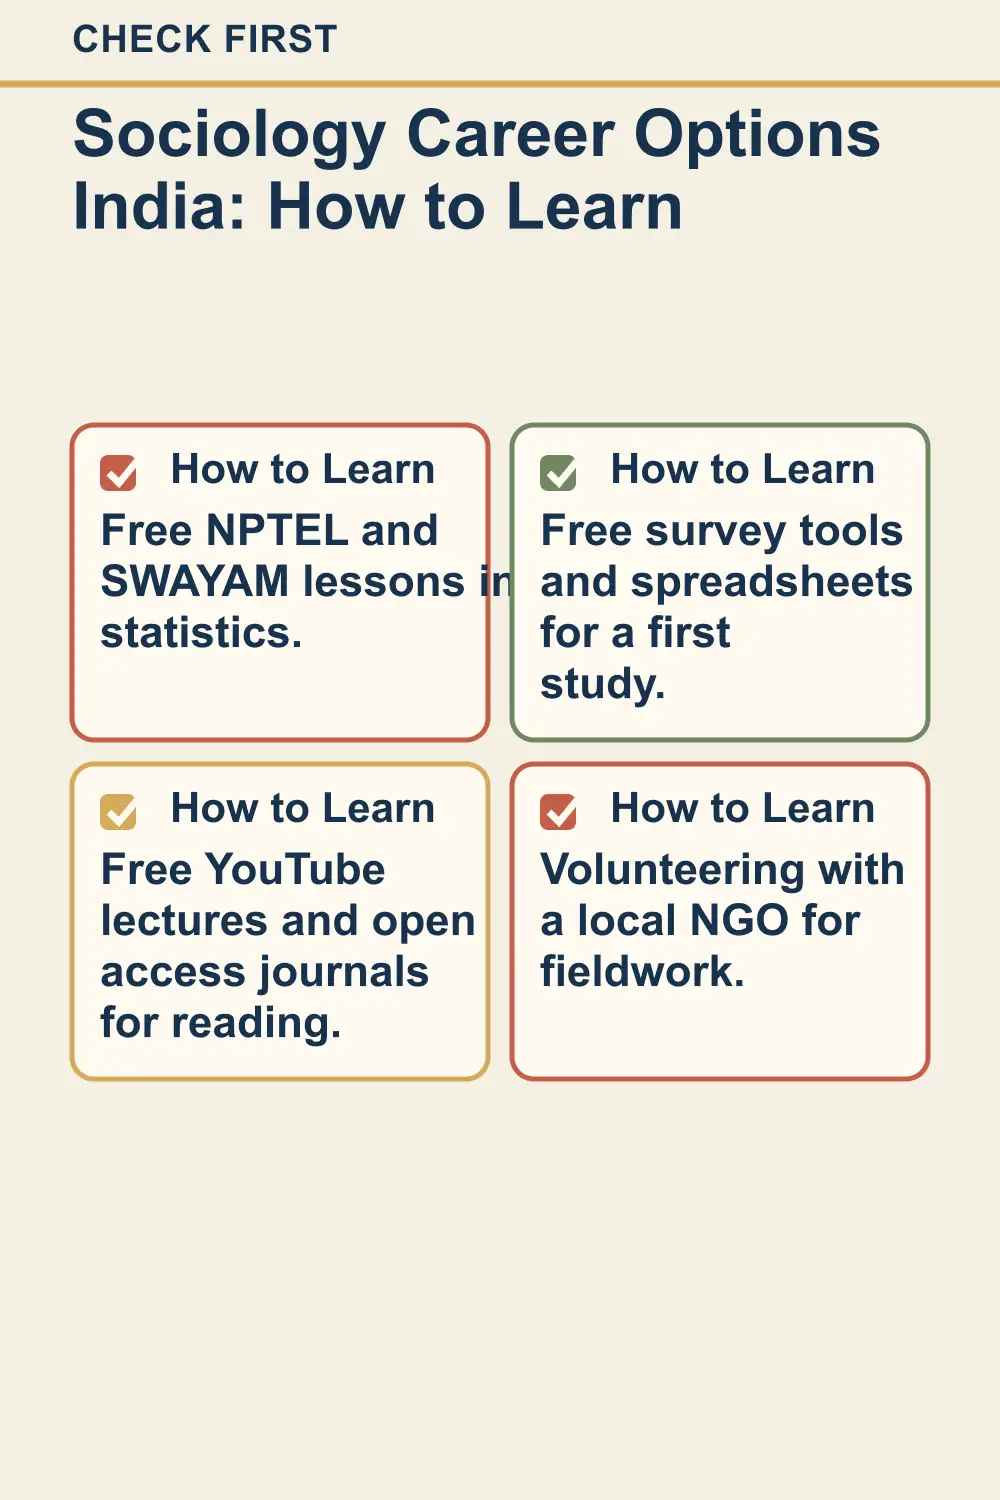 CHECK FIRST
Sociology Career Options
India: How to Learn
How to Learn
Free NPTEL and
SWAYAM lessons in
statistics.
How to Learn
Free survey tools
and spreadsheets
for a first
study.
How to Learn
Free YouTube
lectures and open
access journals
for reading.
How to Learn
Volunteering with
a local NGO for
fieldwork.